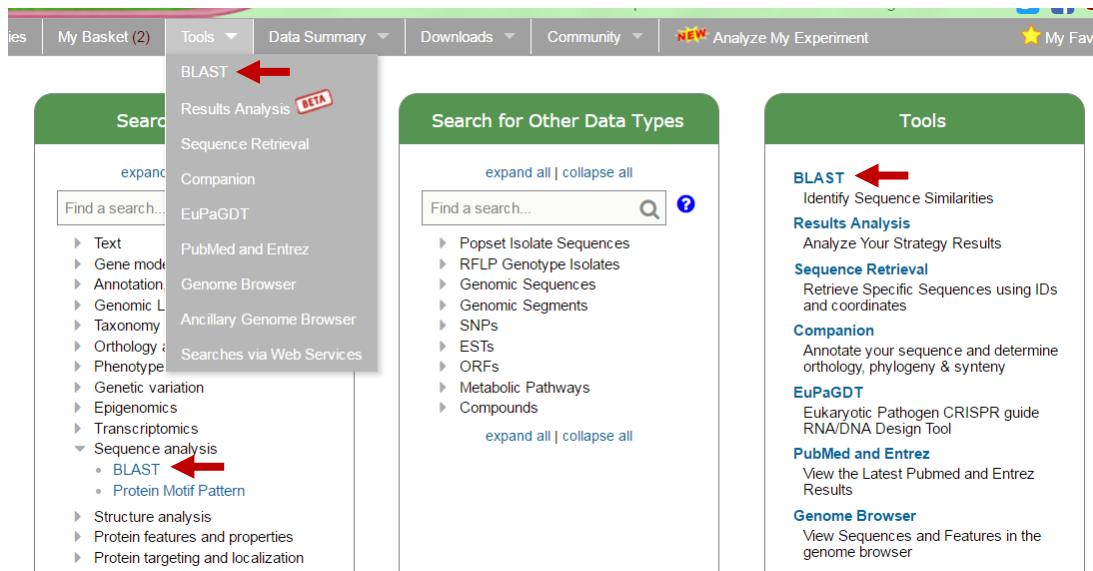 ies My Basket (2) Tools Data Summary Downloads Community NEW Analyze My Experiment My Fav
BLAST
Results Analysis BETA
Sequence Retrieval
Companion
EuPaGDT
PubMed and Entrez
Genome Browser
Ancillary Genome Browser
Searches via Web Services
Searc
expand
Find a search...
Text
Gene mode
Annotation,
Genomic L
Taxonomy
Orthology a
Phenotype
Genetic variation
Epigenomics
Transcriptomics
Sequence analysis
BLAST
Protein Motif Pattern
Structure analysis
Protein features and properties
Protein targeting and localization
Search for Other Data Types
expand all | collapse all
Find a search... ?
Popset Isolate Sequences
RFLP Genotype Isolates
Genomic Sequences
Genomic Segments
SNPs
ESTs
ORFs
Metabolic Pathways
Compounds
expand all | collapse all
Tools
BLAST
Identify Sequence Similarities
Results Analysis
Analyze Your Strategy Results
Sequence Retrieval
Retrieve Specific Sequences using IDs
and coordinates
Companion
Annotate your sequence and determine
orthology, phylogeny & synteny
EuPaGDT
Eukaryotic Pathogen CRISPR guide
RNA/DNA Design Tool
PubMed and Entrez
View the Latest Pubmed and Entrez
Results
Genome Browser
View Sequences and Features in the
genome browser